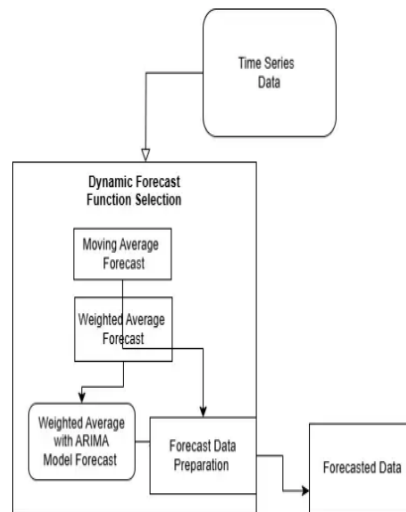 Time Series
Data
Dynamic Forecast
Function Selection
Moving Average
Forecast
Weighted Average
Forecast
Weighted Average
with ARIMA
Model Forecast
Forecast Data
Preparation
Forecasted Data